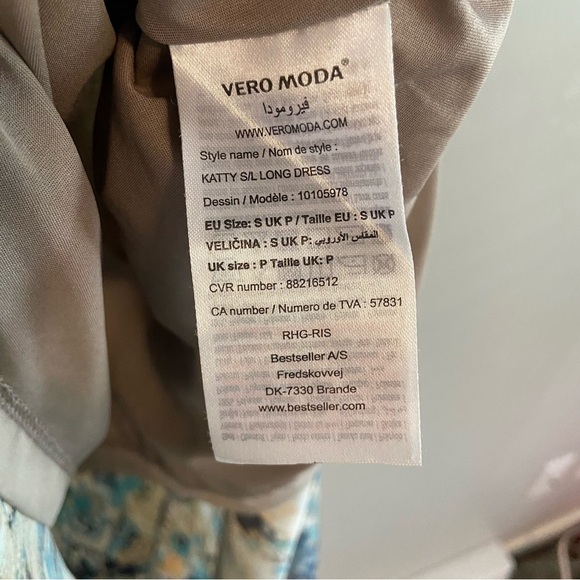 VERO MODA®
فيرومودا
WWW.VEROMODA.COM
Style name / Nom de style :
KATTY S/L LONG DRESS
Dessin / Modèle : 10105978
EU Size: S UK P / Taille EU : S UK P
VELIČINA : S UK P: المقاس الأوروبي
UK size : P Taille UK: P
CVR number : 88216512
CA number / Numero de TVA : 57831
RHG-RIS
Bestseller A/S
Fredskovvej
DK-7330 Brande
www.bestseller.com